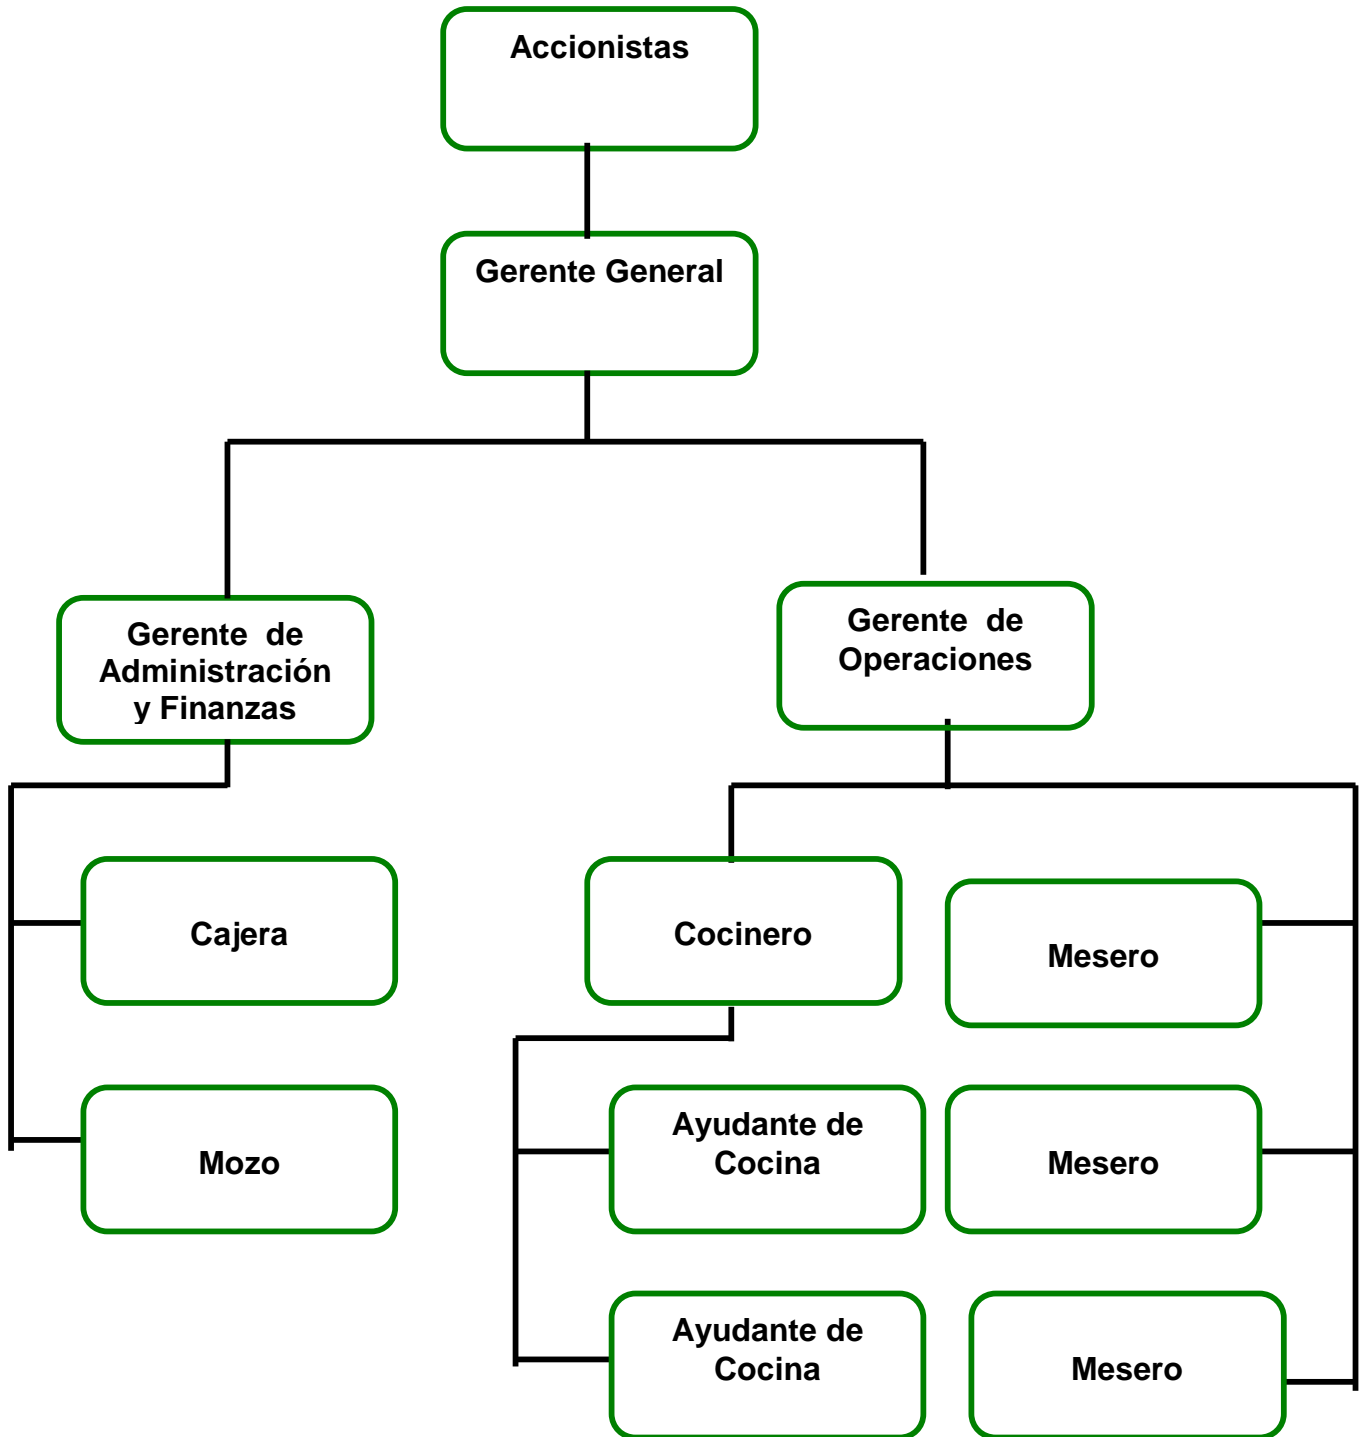 Accionistas
Gerente General
Gerente  de
Administración
y Finanzas
Gerente  de
Operaciones
Cajera
Cocinero
Mesero
Mozo
Ayudante de
Cocina
Mesero
Ayudante de
Cocina
Mesero